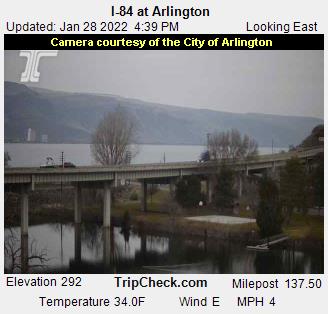 I-84 at Arlington
Updated: Jan 28 2022 4:39 PM Looking East
Camera courtesy of the City of Arlington
Elevation 292 TripCheck.com Milepost 137.50
Temperature 34.0F Wind E MPH 4